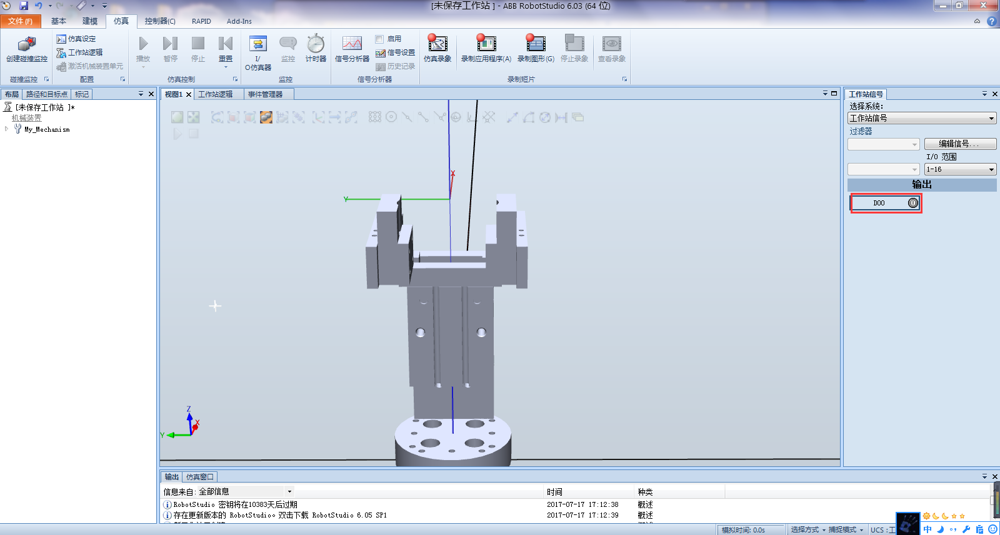 [未保存工作站 ] - ABB RobotStudio 6.03 (64 位)
文件(F) 基本 建模 仿真 控制器(C) RAPID Add-Ins
创建碰撞监控
碰撞监控
仿真设定
工作站逻辑
激活机械装置单元
配置
播放 暂停 停止 重置
仿真控制
I/
O仿真器
监控 计时器
监控
信号分析器
启用
信号设置
历史记录
信号分析器
仿真录象 录制应用程序(A) 录制图形(G) 停止录象 查看录象
录制短片
布局 路径和目标点 标记
[未保存工作站 ]*
机械装置
My_Mechanism
视图1 工作站逻辑 事件管理器
X
Y
Z
X
Y
工作站信号
选择系统:
工作站信号
过滤器
编辑信号...
I/O 范围
1-16
输出
DO0
输出 仿真窗口
信息来自: 全部信息 时间 种类
RobotStudio 密钥将在10383天后过期 2017-07-17 17:12:38 概述
存在更新版本的 RobotStudio。双击下载 RobotStudio 6.05 SP1 2017-07-17 17:12:39 概述
模拟时间: 0.0s 选择方式 捕捉模式 UCS : 工
中